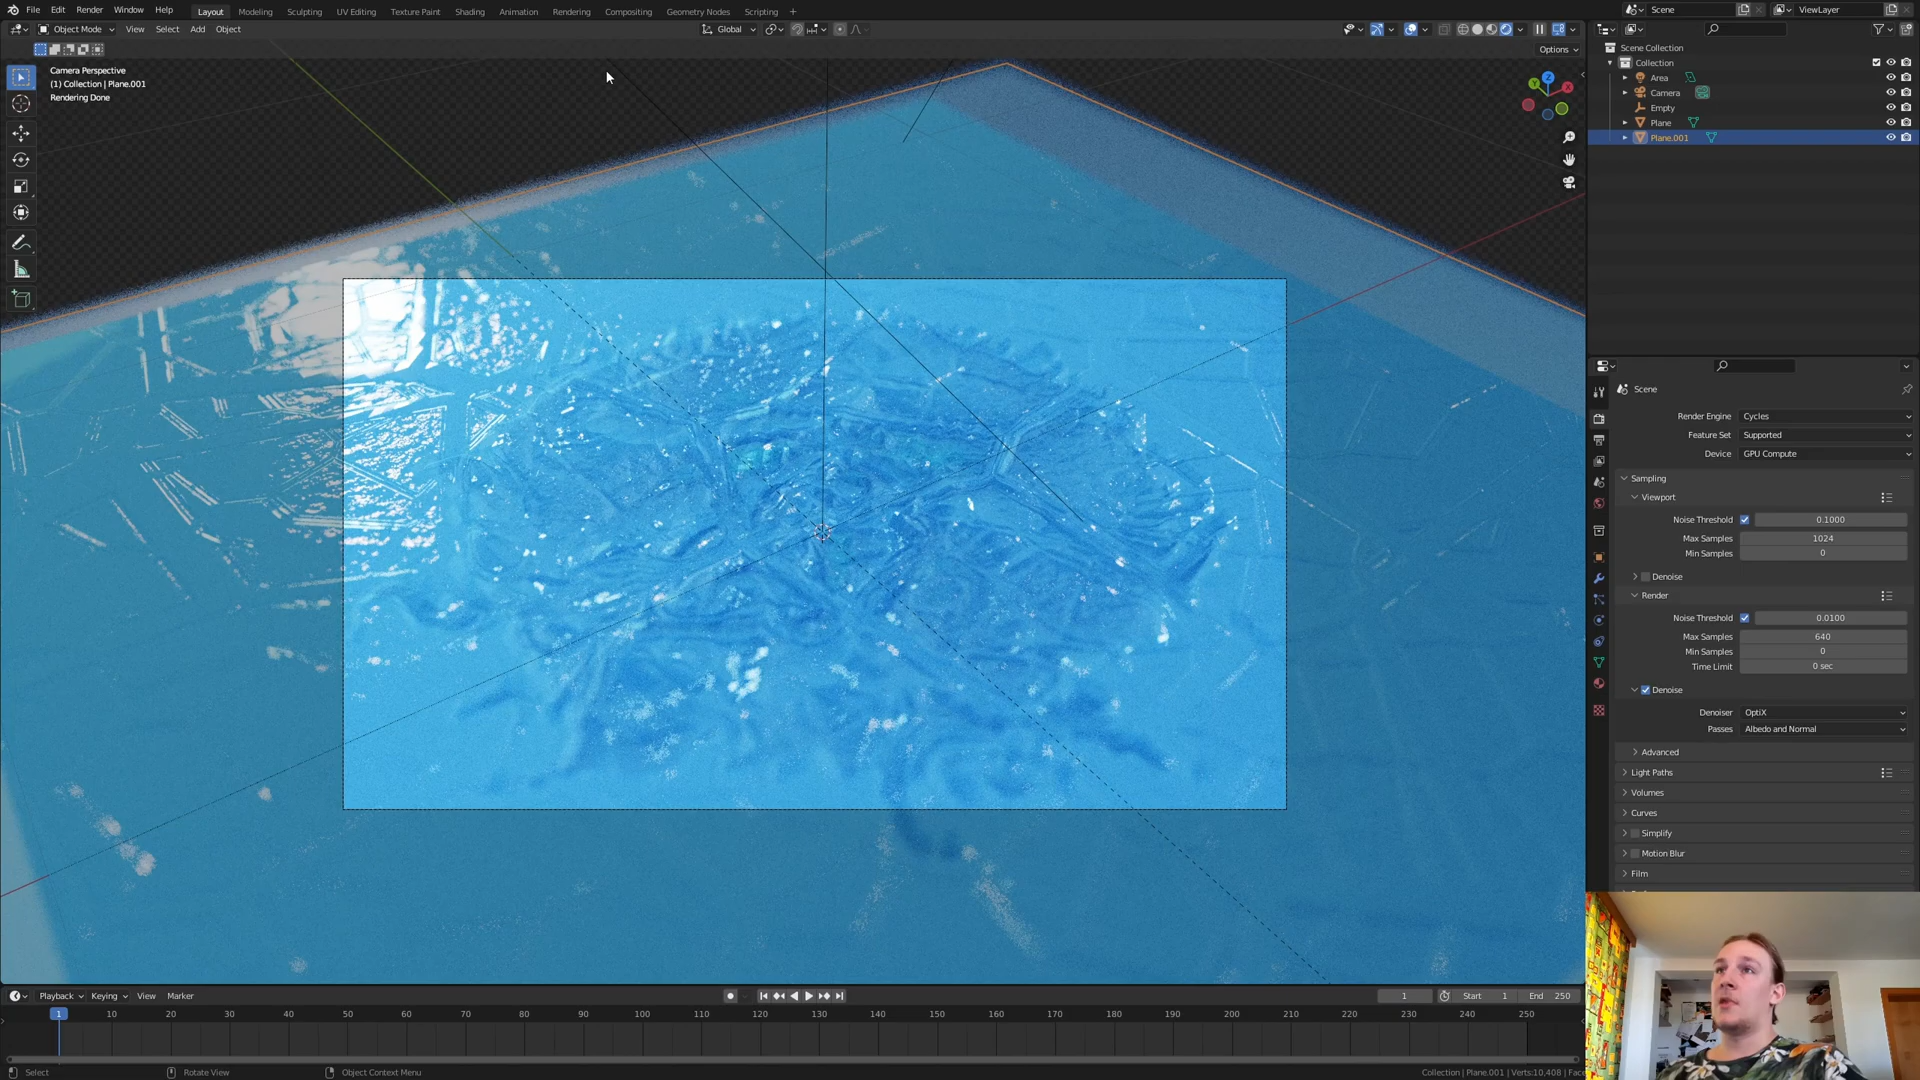 File Edit Render Window Help Layout Modeling Sculpting UV Editing Texture Paint Shading Animation Rendering Compositing Geometry Nodes Scripting + Scene ViewLayer
Object Mode View Select Add Object Global
Options
Camera Perspective
(1) Collection | Plane.001
Rendering Done
Z
Y
X
Scene Collection
Collection
Area
Camera
Empty
Plane
Plane.001
Scene
Render Engine Cycles
Feature Set Supported
Device GPU Compute
Sampling
Viewport
Noise Threshold 0.1000
Max Samples 1024
Min Samples 0
Denoise
Render
Noise Threshold 0.0100
Max Samples 640
Min Samples 0
Time Limit 0 sec
Denoise
Denoiser OptiX
Passes Albedo and Normal
Advanced
Light Paths
Volumes
Curves
Simplify
Motion Blur
Film
Playback Keying View Marker 1 Start 1 End 250
1 10 20 30 40 50 60 70 80 90 100 110 120 130 140 150 160 170 180 190 200 210 220 230 240 250
Select Rotate View Object Context Menu Collection | Plane.001 | Verts:10,408 |